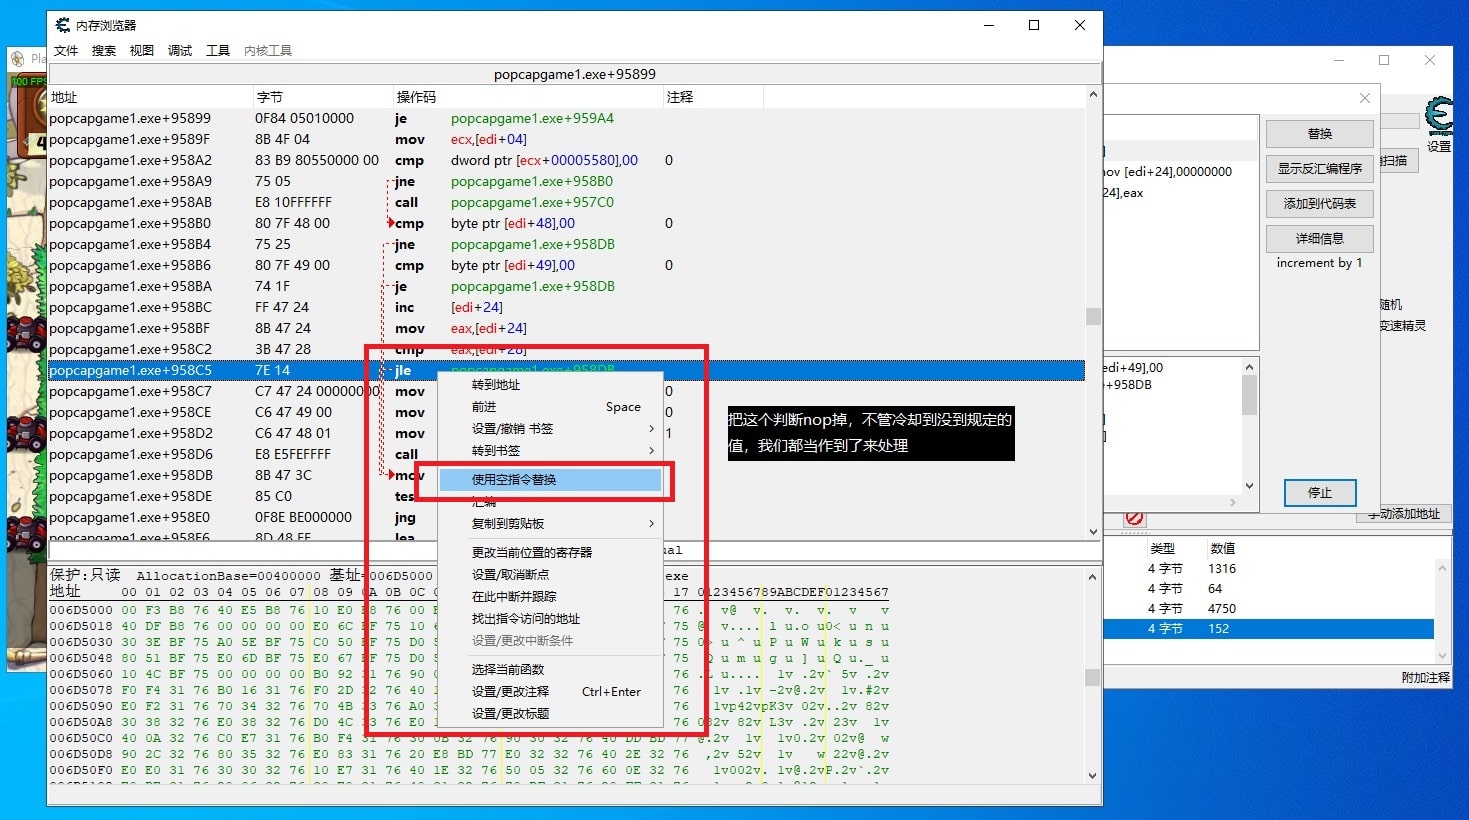 内存浏览器
文件 搜索 视图 调试 工具 内核工具
popcapgame1.exe+95899
地址 字节 操作码 注释
popcapgame1.exe+95899 0F84 05010000 je popcapgame1.exe+959A4
popcapgame1.exe+9589F 8B 4F 04 mov ecx,[edi+04]
popcapgame1.exe+958A2 83 B9 80550000 00 cmp dword ptr [ecx+00005580],00 0
popcapgame1.exe+958A9 75 05 jne popcapgame1.exe+958B0
popcapgame1.exe+958AB E8 10FFFFFF call popcapgame1.exe+957C0
popcapgame1.exe+958B0 80 7F 48 00 cmp byte ptr [edi+48],00 0
popcapgame1.exe+958B4 75 25 jne popcapgame1.exe+958DB
popcapgame1.exe+958B6 80 7F 49 00 cmp byte ptr [edi+49],00 0
popcapgame1.exe+958BA 74 1F je popcapgame1.exe+958DB
popcapgame1.exe+958BC FF 47 24 inc [edi+24]
popcapgame1.exe+958BF 8B 47 24 mov eax,[edi+24]
popcapgame1.exe+958C2 3B 47 28 cmp eax,[edi+28]
popcapgame1.exe+958C5 7E 14 jle popcapgame1.exe+958DB
popcapgame1.exe+958C7 C7 47 24 00000000 mov 0
popcapgame1.exe+958CE C6 47 49 00 mov 0
popcapgame1.exe+958D2 C6 47 48 01 mov 1
popcapgame1.exe+958D6 E8 E5FEFFFF call
popcapgame1.exe+958DB 8B 47 3C mov
popcapgame1.exe+958DE 85 C0 tes
popcapgame1.exe+958E0 0F8E BE000000 jng
popcapgame1.exe+958E6 8D 48 FF lea
转到地址
前进 Space
设置/撤销 书签
转到书签
使用空指令替换
汇编
复制到剪贴板
更改当前位置的寄存器
设置/取消断点
在此中断并跟踪
找出指令访问的地址
设置/更改中断条件
选择当前函数
设置/更改注释 Ctrl+Enter
设置/更改标题
把这个判断nop掉，不管冷却到没到规定的
值，我们都当作到了来处理
保护:只读 AllocationBase=00400000 基址=006D5000
地址 00 01 02 03 04 05 06 07 08 09 0A 0B 0C 17 0123456789ABCDEF01234567
006D5000 00 F3 B8 76 40 E5 B8 76 10 E0
006D5018 40 DF B8 76 00 00 00 00 E0 6C
006D5030 30 3E BF 75 A0 5E BF 75 C0 50
006D5048 80 51 BF 75 E0 6D BF 75 E0 67
006D5060 10 4C BF 75 00 00 00 00 B0 92 31 76 90
006D5078 F0 F4 31 76 B0 16 31 76 F0 2D 32 76 40
006D5090 E0 F2 31 76 70 34 32 76 70 4B 33 76 A0
006D50A8 30 38 32 76 E0 38 32 76 D0 4C 33 76 E0
006D50C0 40 0A 32 76 C0 E7 31 76 B0 F4 31 76 30 0B 32 76 90 30 32 76 40 DD BD 77
006D50D8 90 2C 32 76 80 35 32 76 E0 83 31 76 20 E8 BD 77 E0 32 32 76 40 2E 32 76
006D50F0 E0 E0 31 76 30 30 32 76 10 E7 31 76 40 1E 32 76 50 05 32 76 60 0E 32 76
100 FPS
替换
显示反汇编程序
添加到代码表
详细信息
increment by 1
停止
mov [edi+24],00000000
24],eax
edi+49],00
+958DB
设置
扫描
随机
变速精灵
手动添加地址
类型 数值
4 字节 1316
4 字节 64
4 字节 4750
4 字节 152
附加注释